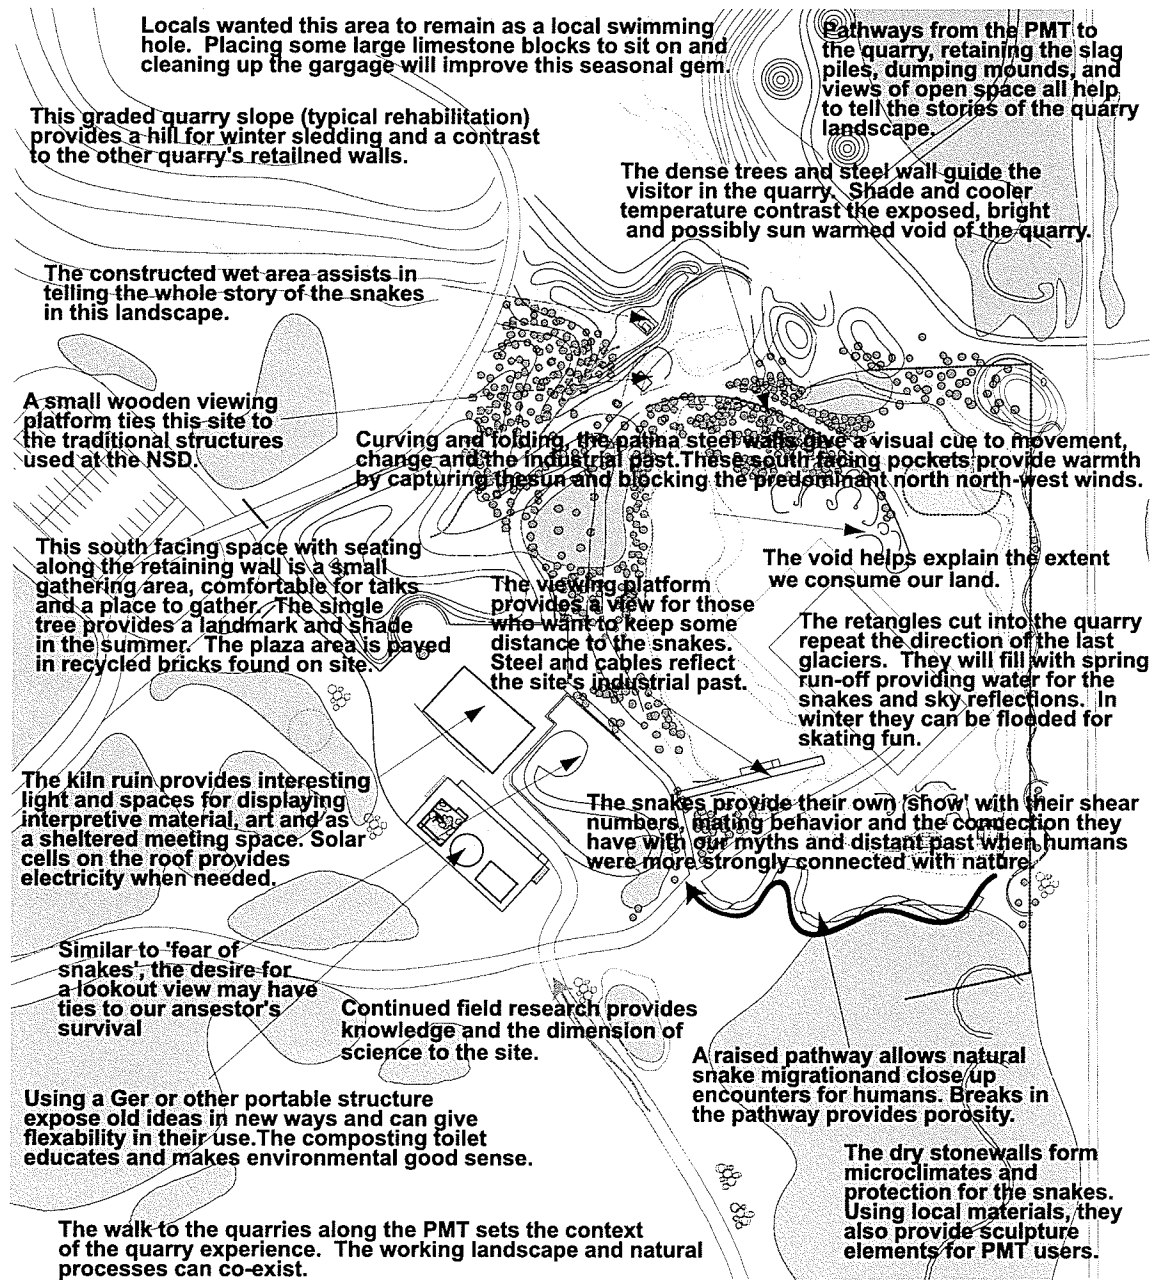 Locals wanted this area to remain as a local swimming
hole.  Placing some large limestone blocks to sit on and
cleaning up the gargage will improve this seasonal gem.
Pathways from the PMT to
the quarry, retaining the slag
piles, dumping mounds, and
views of open space all help
to tell the stories of the quarry
landscape.
This graded quarry slope (typical rehabilitation)
provides a hill for winter sledding and a contrast
to the other quarry's retailned walls.
The dense trees and steel wall guide the
visitor in the quarry.  Shade and cooler
temperature contrast the exposed, bright
and possibly sun warmed void of the quarry.
The constructed wet area assists in
telling the whole story of the snakes
in this landscape.
A small wooden viewing
platform ties this site to
the traditional structures
used at the NSD.
Curving and folding, the patina steel walls give a visual cue to movement,
change and the industrial past.These south facing pockets provide warmth
by capturing thesun and blocking the predominant north north-west winds.
This south facing space with seating
along the retaining wall is a small
gathering area, comfortable for talks
and a place to gather.  The single
tree provides a landmark and shade
in the summer.  The plaza area is paved
in recycled bricks found on site.
The viewing platform
provides a view for those
who want to keep some
distance to the snakes.
Steel and cables reflect
the site's industrial past.
The void helps explain the extent
we consume our land.
The retangles cut into the quarry
repeat the direction of the last
glaciers.  They will fill with spring
run-off providing water for the
snakes and sky reflections.  In
winter they can be flooded for
skating fun.
The kiln ruin provides interesting
light and spaces for displaying
interpretive material, art and as
a sheltered meeting space. Solar
cells on the roof provides
electricity when needed.
The snakes provide their own 'show' with their shear
numbers, mating behavior and the conection they
have with our myths and distant past when humans
were more strongly connected with nature.
Similar to 'fear of
snakes', the desire for
a lookout view may have
ties to our ansestor's
survival
Continued field research provides
knowledge and the dimension of
science to the site.
A raised pathway allows natural
snake migrationand close up
encounters for humans. Breaks in
the pathway provides porosity.
Using a Ger or other portable structure
expose old ideas in new ways and can give
flexability in their use.The composting toilet
educates and makes environmental good sense.
The dry stonewalls form
microclimates and
protection for the snakes.
Using local materials, they
also provide sculpture
elements for PMT users.
The walk to the quarries along the PMT sets the context
of the quarry experience.  The working landscape and natural
processes can co-exist.